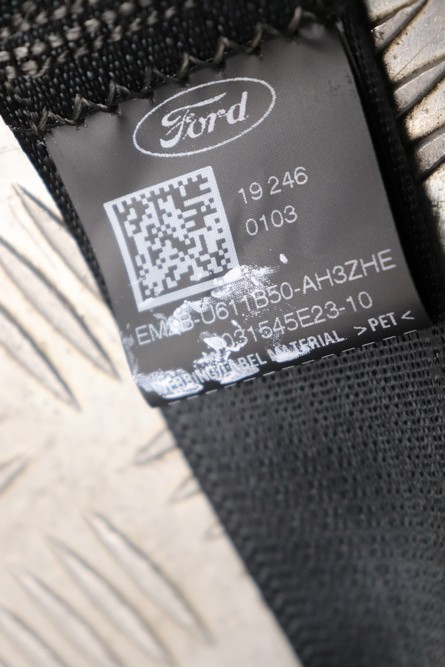 Ford
19 246
0103
U611B50-AH3ZHE
031545E23-10
LABEL MATERIAL >PET<